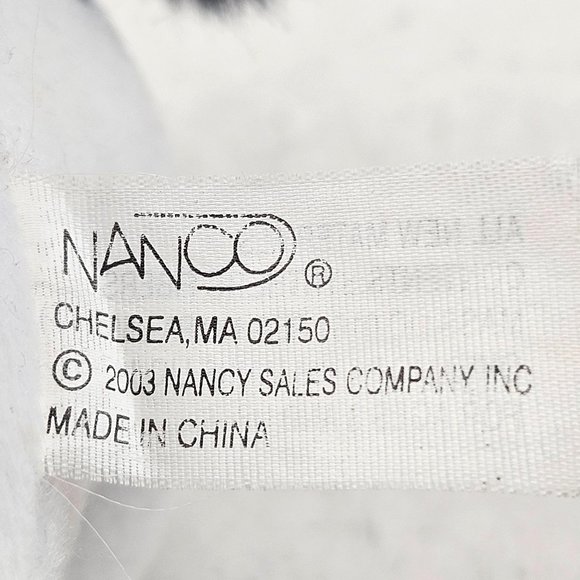 NANCO ®
CHELSEA, MA 02150
© 2003 NANCY SALES COMPANY INC
MADE IN CHINA